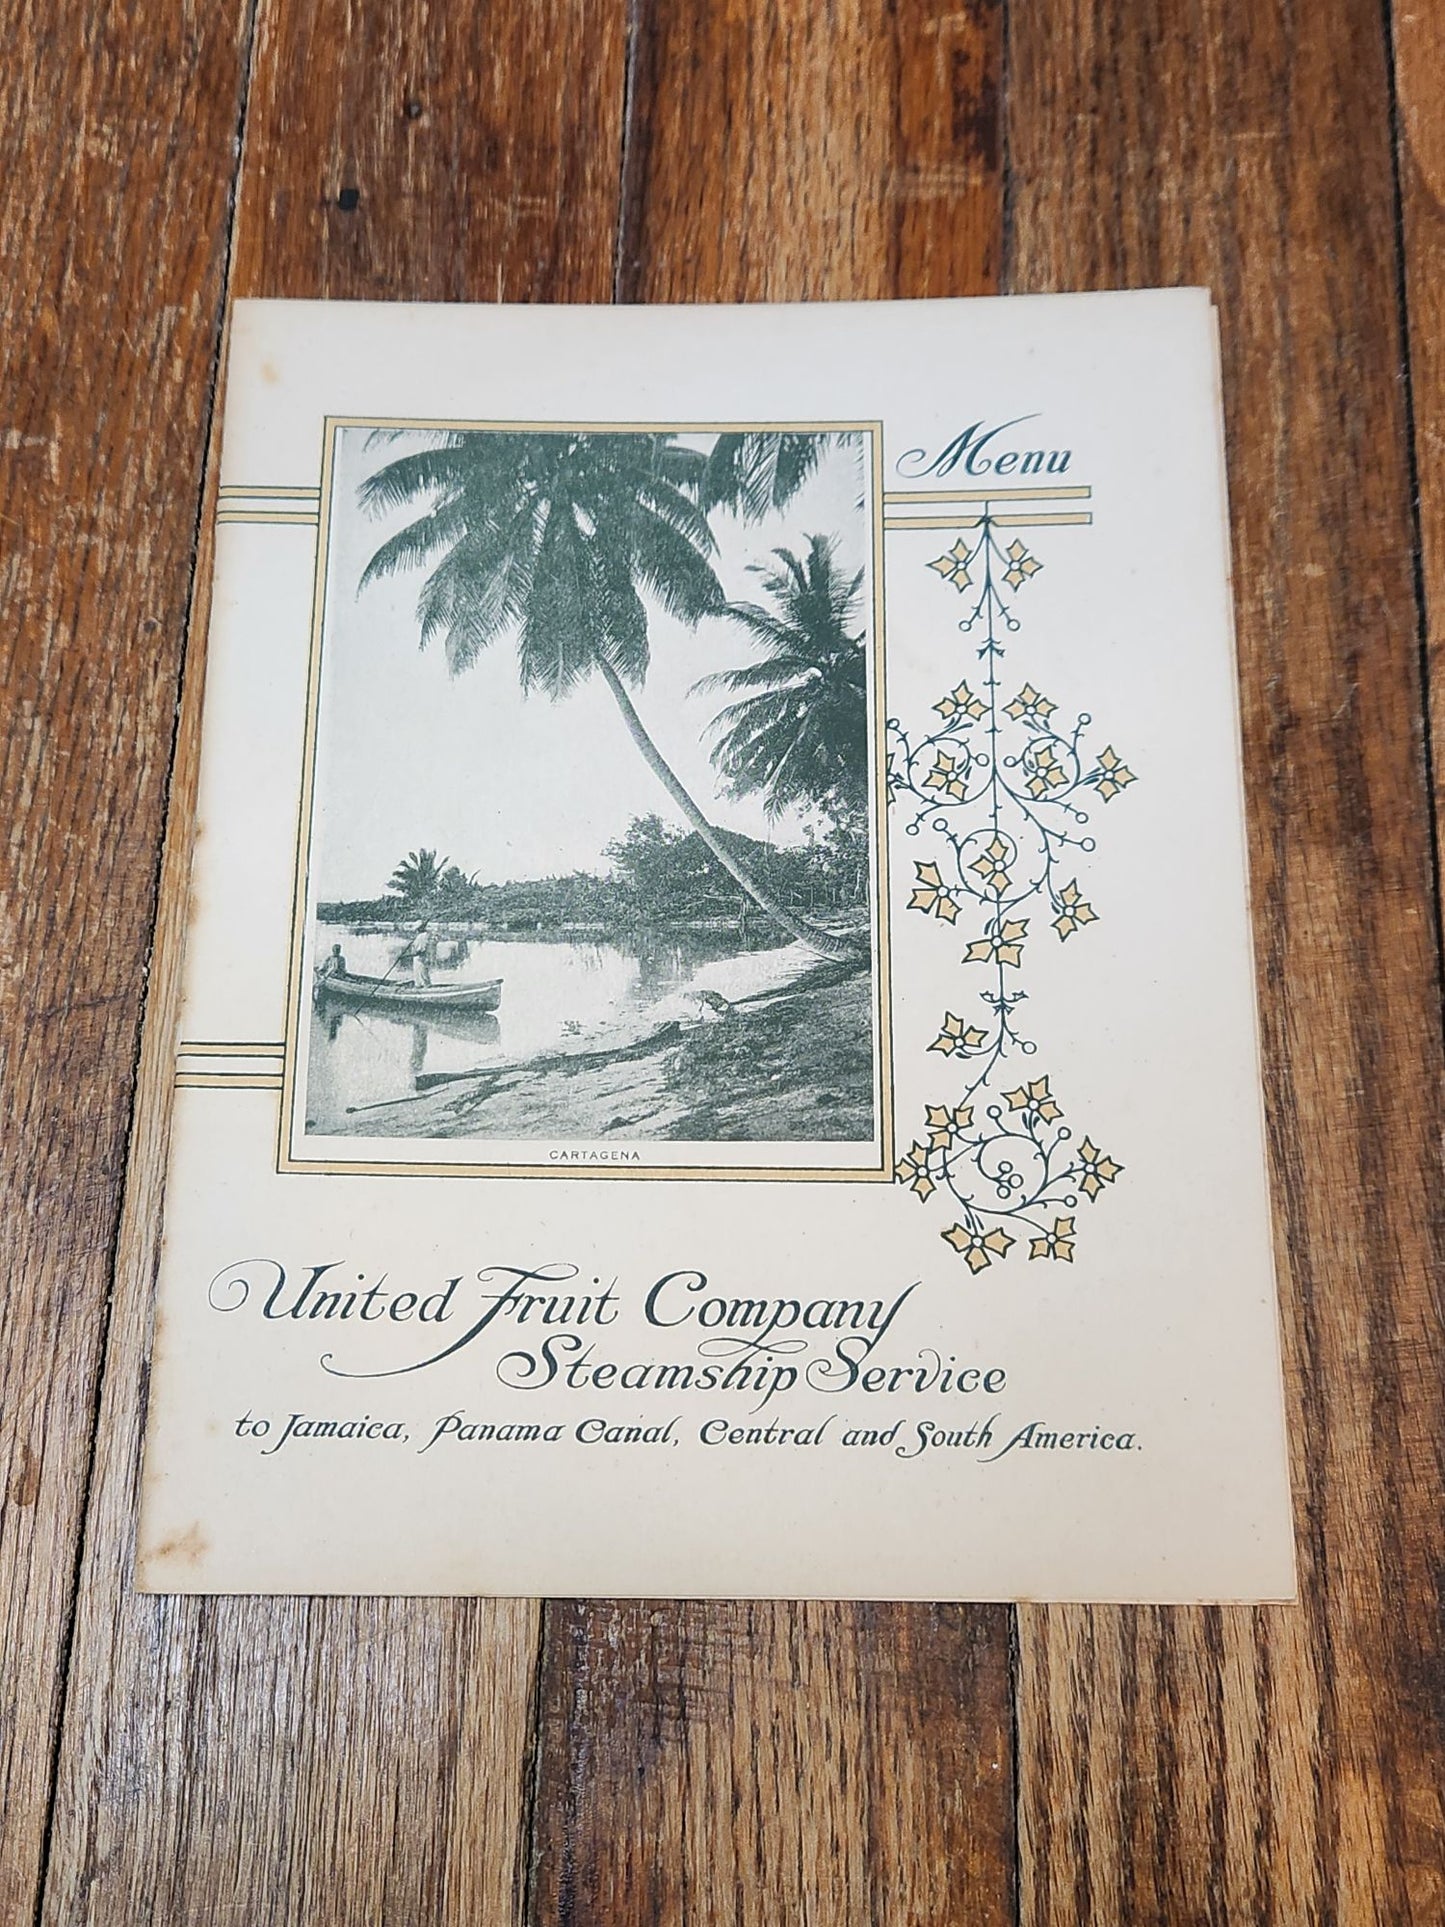 Menu
CARTAGENA
United Fruit Company
Steamship Service
to Jamaica, Panama Canal, Central and South America.